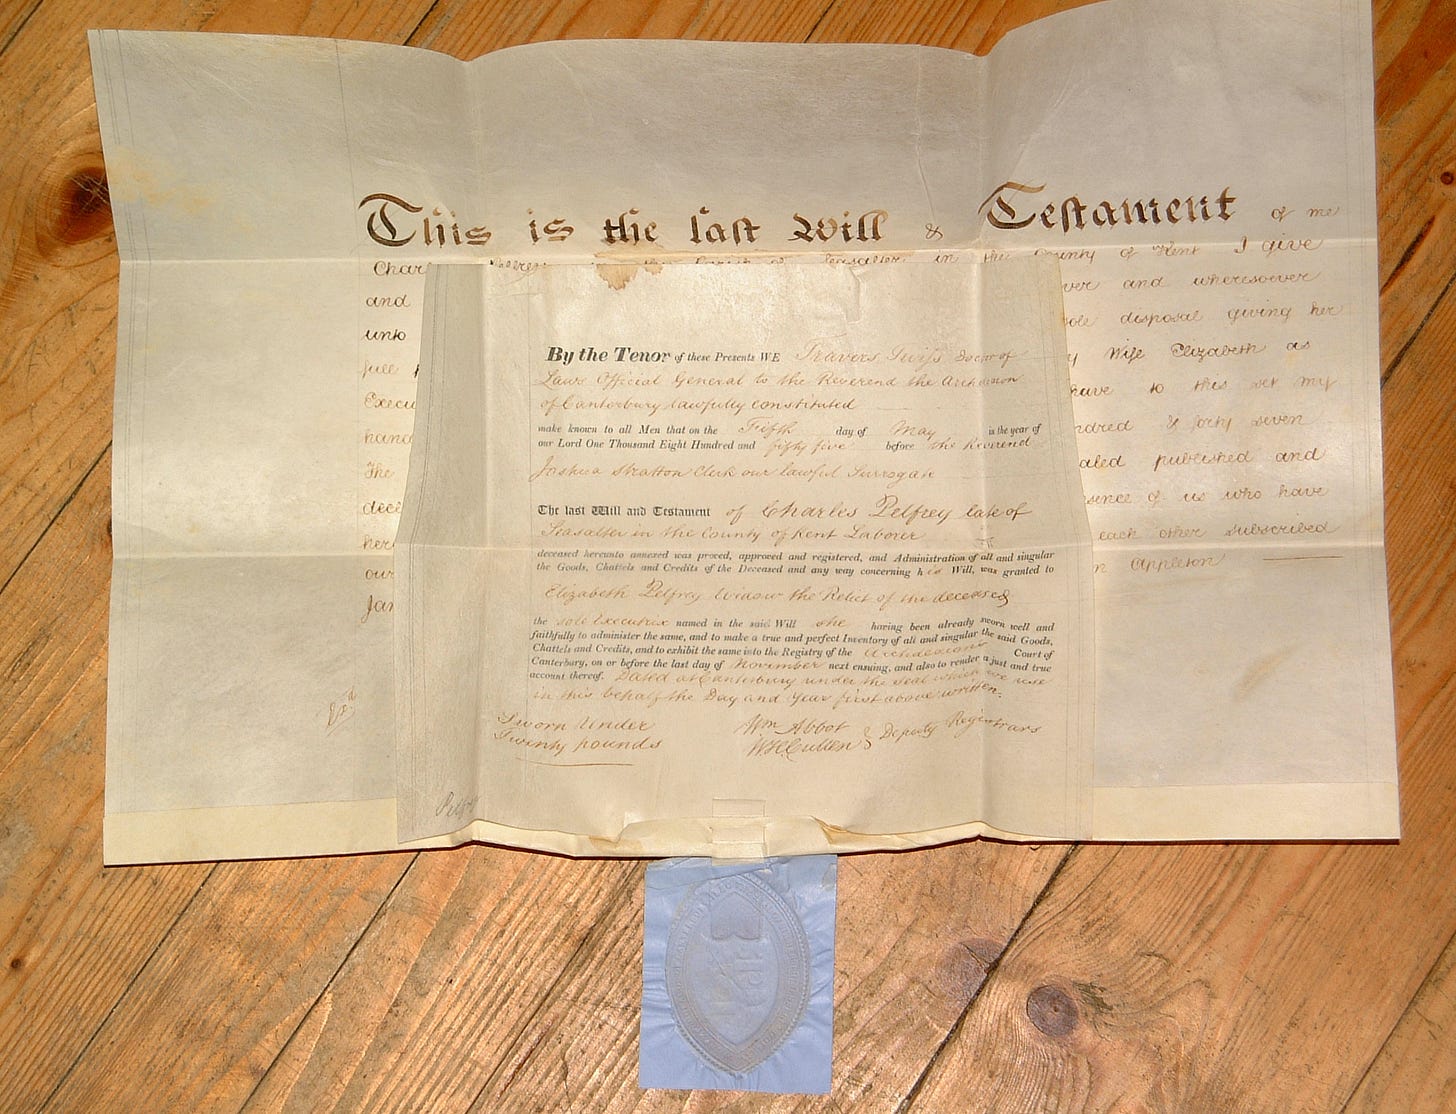 This is the last Will & Testament of me
Char in the Parish of Seasalter in the County of Kent I give
and ever and wheresoever
unto sole disposal giving her
full my Wife Elizabeth as
Execu have to this set my
hand ndred & forty seven
The aled published and
dece sence of us who have
her each other subscribed
our n Appleton
Jan
By the Tenor of these Presents WE Travers Twiss Doctor of
Laws Official General to the Reverend the Archdeacon
of Canterbury lawfully constituted
make known to all Men that on the Fifth day of May in the year of
our Lord One Thousand Eight Hundred and fifty five before the Reverend
Joshua Stratton Clerk our lawful Surrogate
The last Will and Testament of Charles Pelfrey late of
Seasalter in the County of Kent Laborer
deceased hereunto annexed was proved, approved and registered, and Administration of all and singular
the Goods, Chattels and Credits of the Deceased and any way concerning his Will, was granted to
Elizabeth Pelfrey Widow the Relict of the deceased
the sole Executrix named in the said Will she having been already sworn well and
faithfully to administer the same, and to make a true and perfect Inventory of all and singular the said Goods,
Chattels and Credits, and to exhibit the same into the Registry of the Archdeacons Court of
Canterbury, on or before the last day of November next ensuing, and also to render a just and true
account thereof. Dated at Canterbury under the Seal which we use
in this behalf the Day and Year first above written.
Sworn Under
Twenty pounds
Wm Abbot
W.H. Cullen } Deputy Registrars